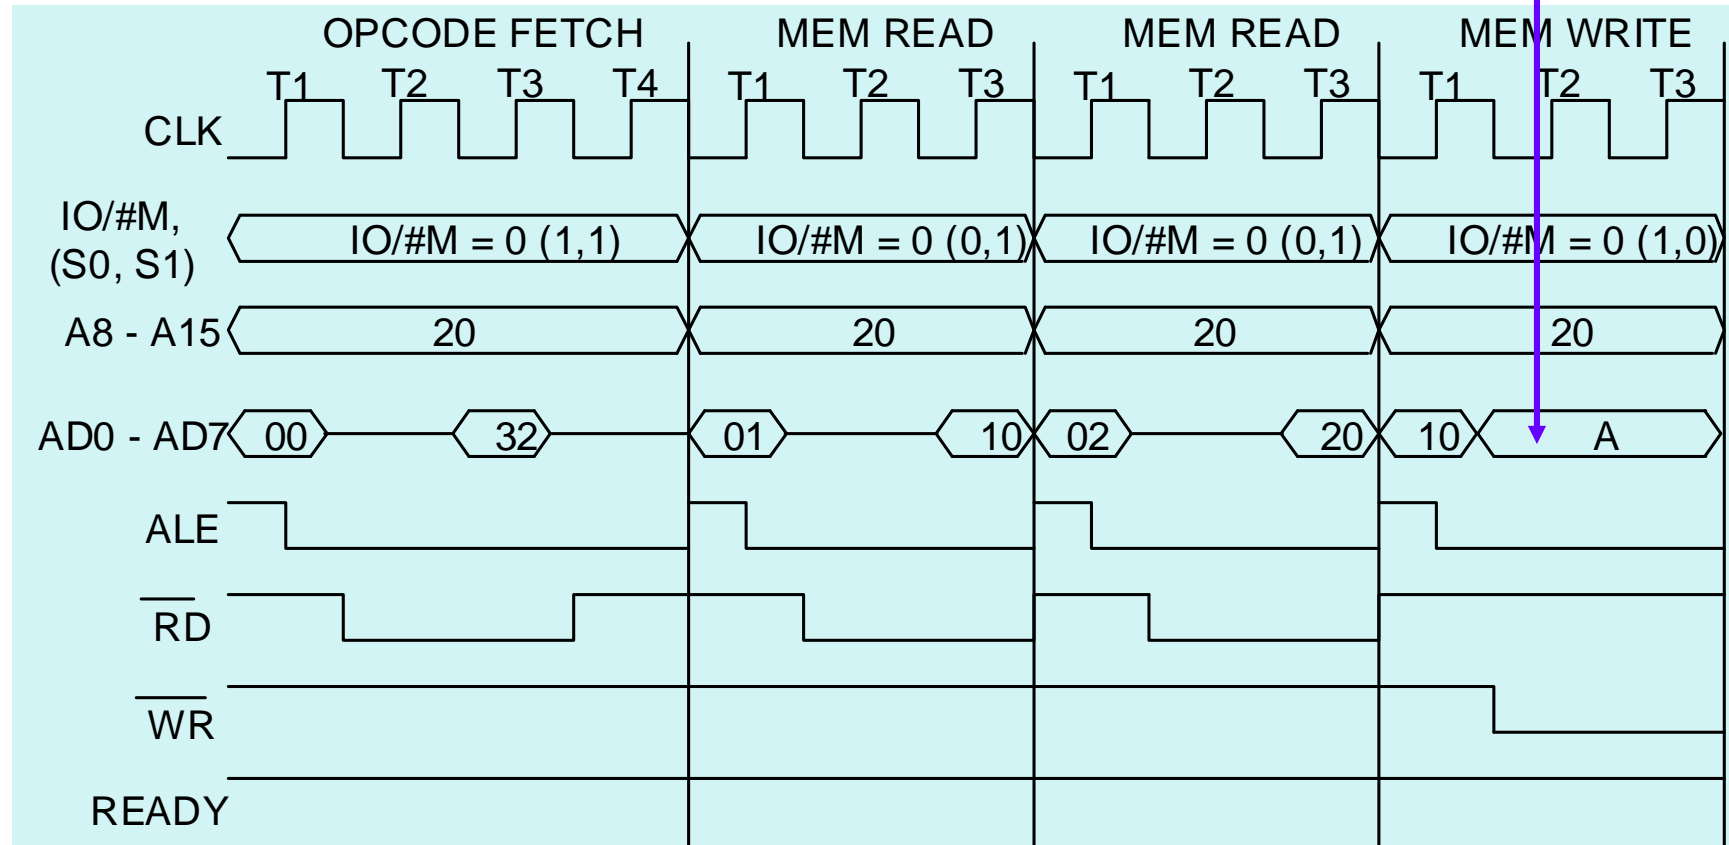 OPCODE FETCH MEM READ MEM READ MEM WRITE
T1 T2 T3 T4 T1 T2 T3 T1 T2 T3 T1 T2 T3
CLK
IO/#M,
(S0, S1)
IO/#M = 0 (1,1) IO/#M = 0 (0,1) IO/#M = 0 (0,1) IO/#M = 0 (1,0)
A8 - A15 20 20 20 20
AD0 - AD7 00 32 01 10 02 20 10 A
ALE
RD
WR
READY